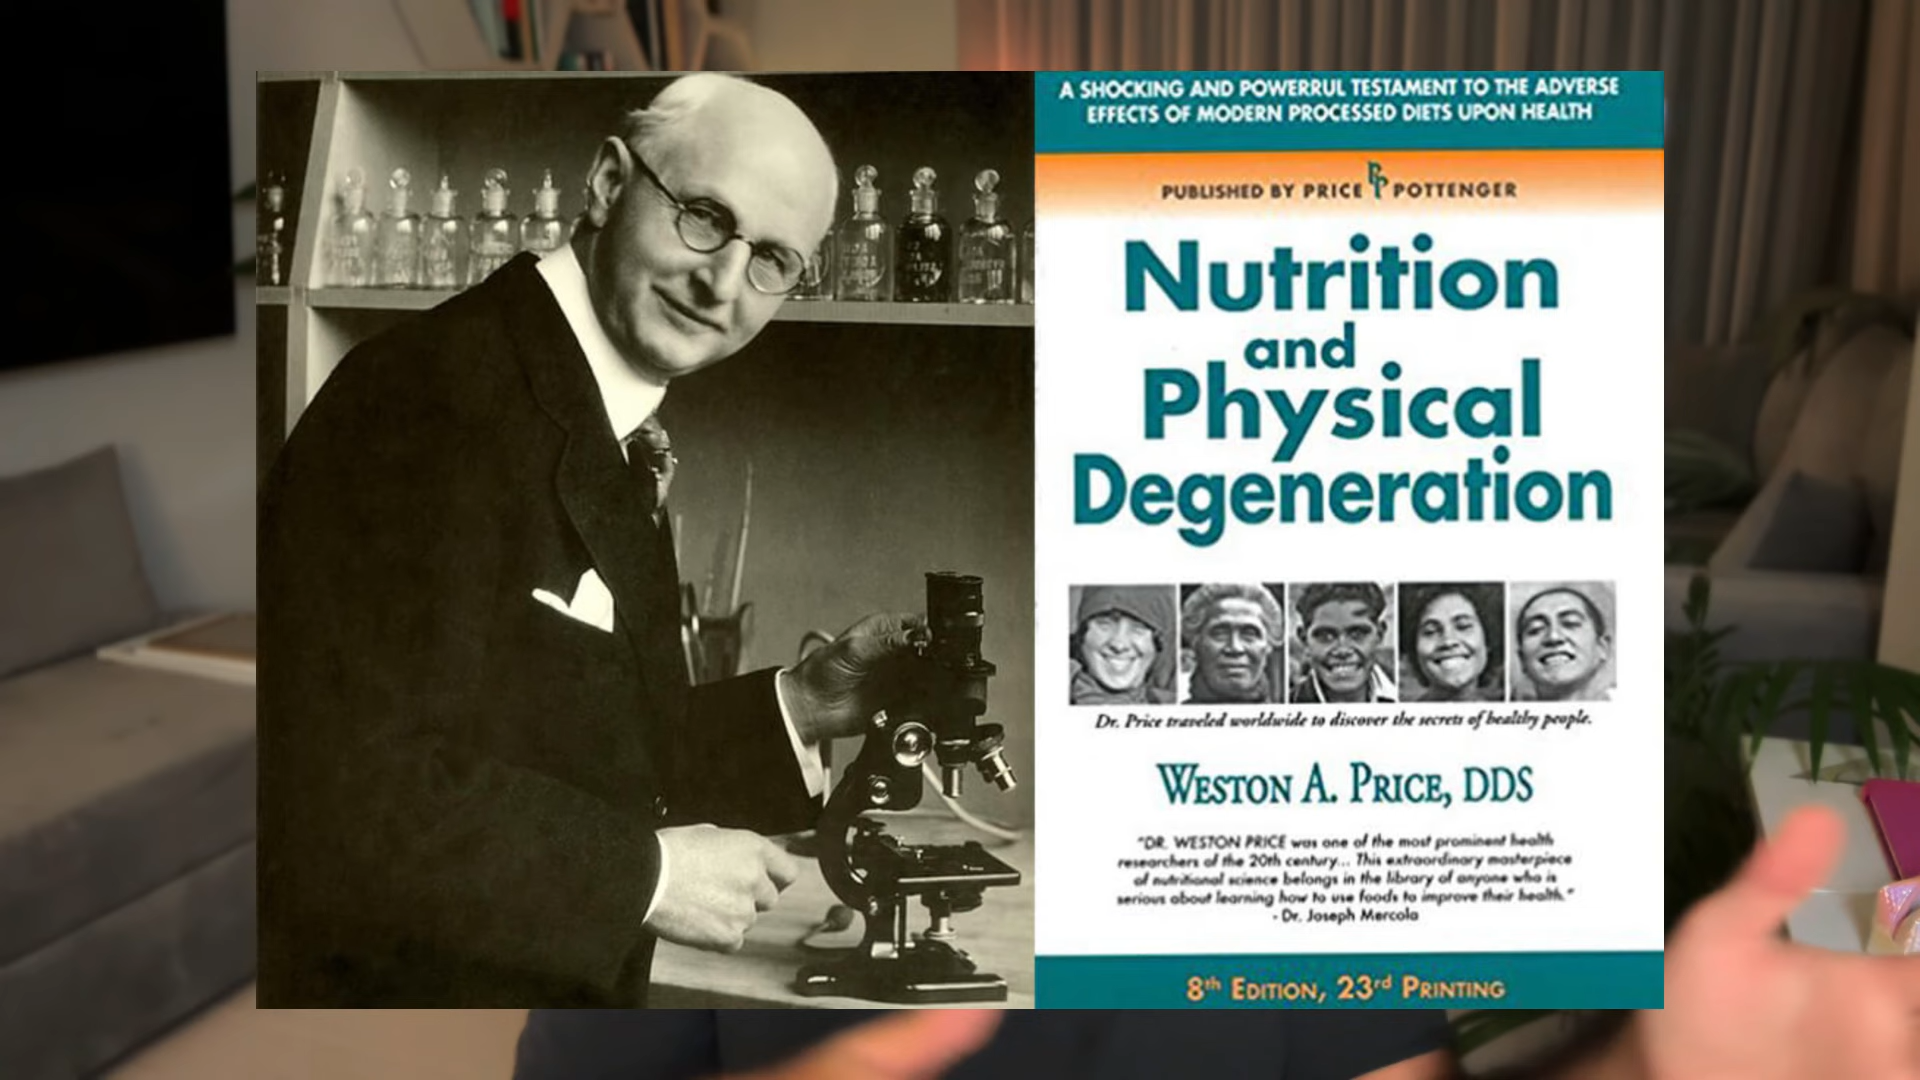 A SHOCKING AND POWERRUL TESTAMENT TO THE ADVERSE
EFFECTS OF MODERN PROCESSED DIETS UPON HEALTH
PUBLISHED BY PRICE PP POTTENGER
Nutrition
and
Physical
Degeneration
Dr. Price traveled worldwide to discover the secrets of healthy people.
WESTON A. PRICE, DDS
"DR. WESTON PRICE was one of the most prominent health
researchers of the 20th century... This extraordinary masterpiece
of nutritional science belongs in the library of anyone who is
serious about learning how to use foods to improve their health."
- Dr. Joseph Mercola
8th EDITION, 23rd PRINTING